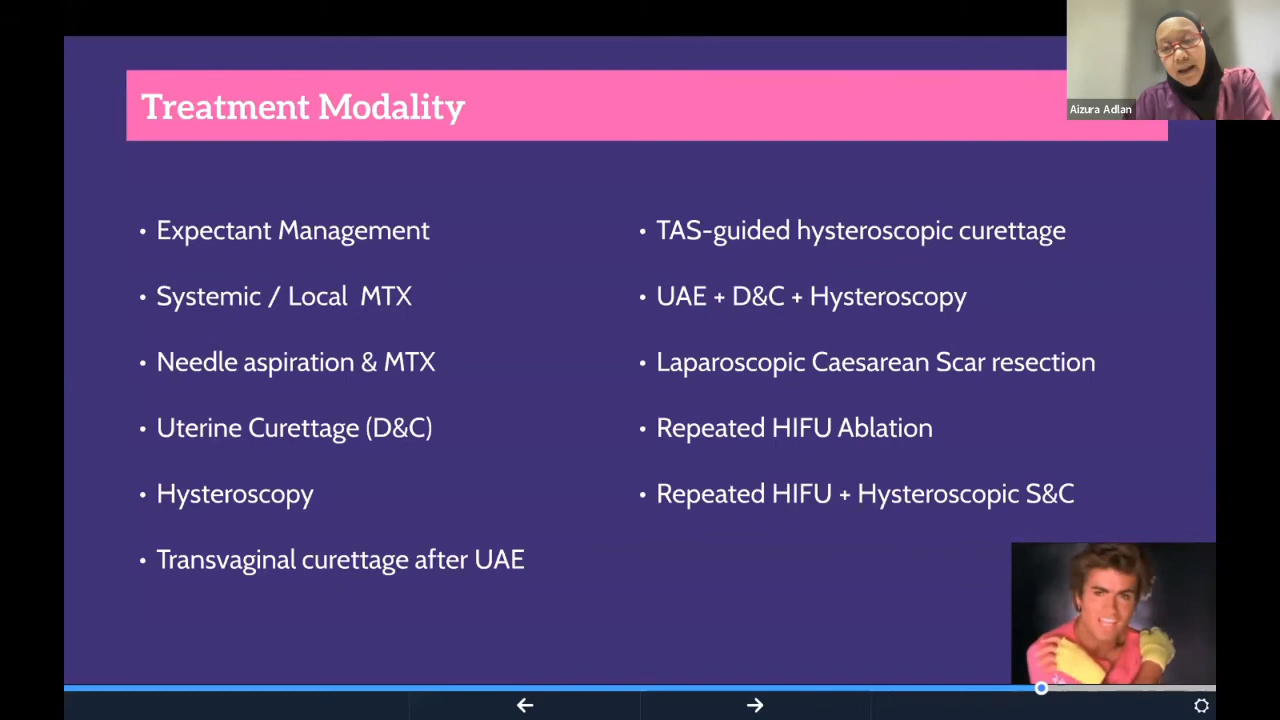 Treatment Modality
Aizura Adlan
• Expectant Management
• Systemic / Local MTX
• Needle aspiration & MTX
• Uterine Curettage (D&C)
• Hysteroscopy
• Transvaginal curettage after UAE
• TAS-guided hysteroscopic curettage
• UAE + D&C + Hysteroscopy
• Laparoscopic Caesarean Scar resection
• Repeated HIFU Ablation
• Repeated HIFU + Hysteroscopic S&C